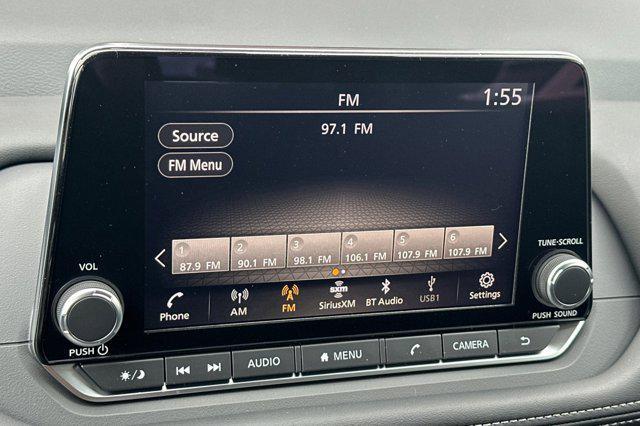 FM
1:55
Source
97.1 FM
FM Menu
1
2
3
4
5
6
87.9 FM
90.1 FM
98.1 FM
106.1 FM
107.9 FM
107.9 FM
VOL
TUNE·SCROLL
Phone
AM
FM
sxm
SiriusXM
BT Audio
USB1
Settings
PUSH
PUSH SOUND
AUDIO
MENU
CAMERA